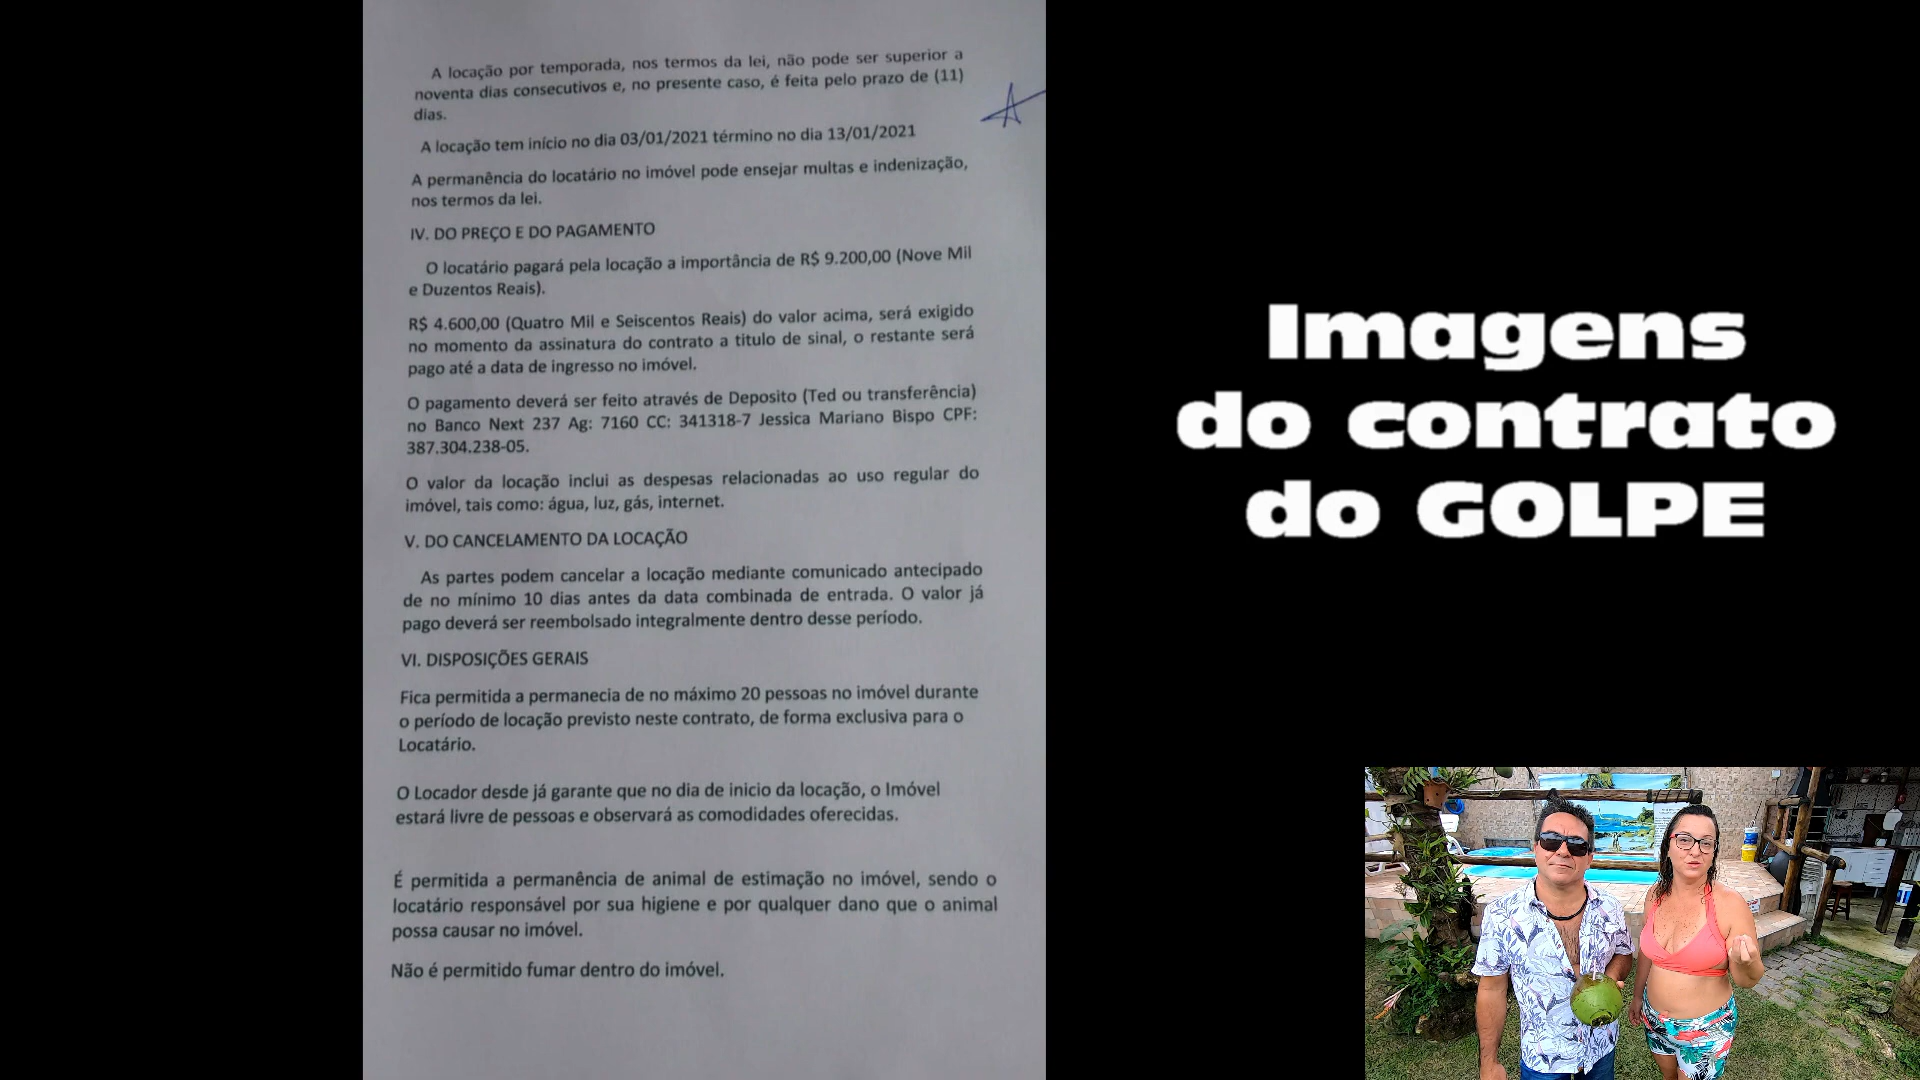 A locação por temporada, nos termos da lei, não pode ser superior a
noventa dias consecutivos e, no presente caso, é feita pelo prazo de (11)
dias.
A locação tem início no dia 03/01/2021 término no dia 13/01/2021
A permanência do locatário no imóvel pode ensejar multas e indenização,
nos termos da lei.
IV. DO PREÇO E DO PAGAMENTO
O locatário pagará pela locação a importância de R$ 9.200,00 (Nove Mil
e Duzentos Reais).
R$ 4.600,00 (Quatro Mil e Seiscentos Reais) do valor acima, será exigido
no momento da assinatura do contrato a titulo de sinal, o restante será
pago até a data de ingresso no imóvel.
O pagamento deverá ser feito através de Deposito (Ted ou transferência)
no Banco Next 237 Ag: 7160 CC: 341318-7 Jessica Mariano Bispo CPF:
387.304.238-05.
O valor da locação inclui as despesas relacionadas ao uso regular do
imóvel, tais como: água, luz, gás, internet.
V. DO CANCELAMENTO DA LOCAÇÃO
As partes podem cancelar a locação mediante comunicado antecipado
de no mínimo 10 dias antes da data combinada de entrada. O valor já
pago deverá ser reembolsado integralmente dentro desse período.
VI. DISPOSIÇÕES GERAIS
Fica permitida a permanecia de no máximo 20 pessoas no imóvel durante
o período de locação previsto neste contrato, de forma exclusiva para o
Locatário.
O Locador desde já garante que no dia de inicio da locação, o Imóvel
estará livre de pessoas e observará as comodidades oferecidas.
É permitida a permanência de animal de estimação no imóvel, sendo o
locatário responsável por sua higiene e por qualquer dano que o animal
possa causar no imóvel.
Não é permitido fumar dentro do imóvel.
Imagens
do contrato
do GOLPE